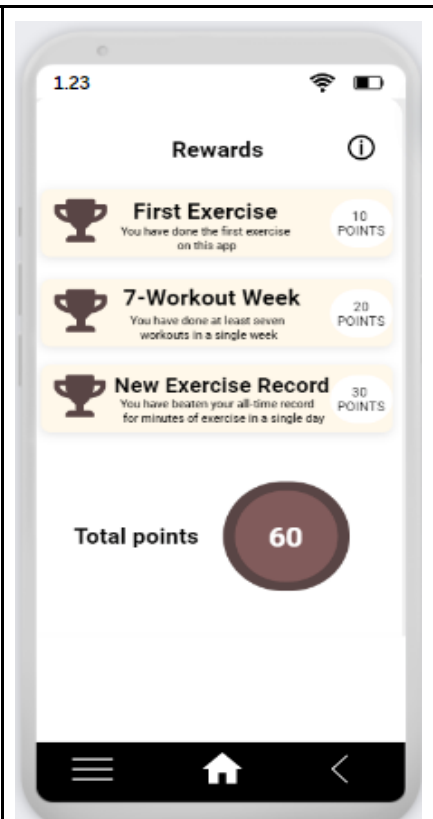 1.23
Rewards
First Exercise
You have done the first exercise
on this app
10
POINTS
7-Workout Week
You have done at least seven
workouts in a single week
20
POINTS
New Exercise Record
You have beaten your all-time record
for minutes of exercise in a single day
30
POINTS
Total points
60